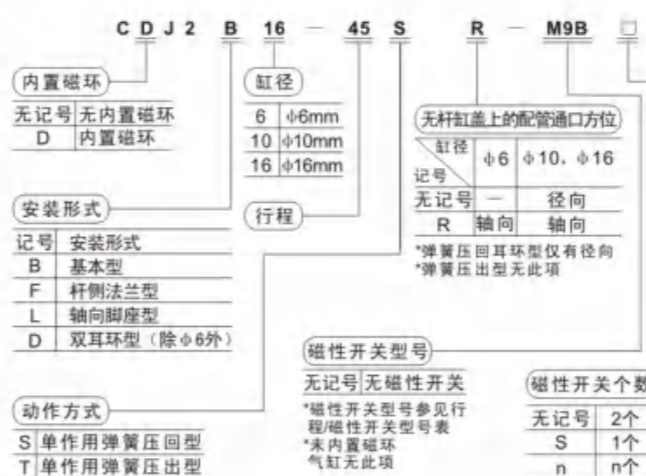 CDJ2 B 16 — 45 S R — M9B □
内置磁环
无记号 无内置磁环
D 内置磁环
安装形式
记号 安装形式
B 基本型
F 杆侧法兰型
L 轴向脚座型
D 双耳环型（除φ6外）
动作方式
S 单作用弹簧压回型
T 单作用弹簧压出型
缸径
6 φ6mm
10 φ10mm
16 φ16mm
行程
无杆缸盖上的配管通口方位
缸径
记号
φ6 φ10，φ16
无记号 — 径向
R 轴向 轴向
*弹簧压回耳环型仅有径向
*弹簧压出型无此项
磁性开关型号
无记号 无磁性开关
*磁性开关型号参见行
程/磁性开关型号表
*未内置磁环
气缸无此项
磁性开关个数
无记号 2个
S 1个
n n个